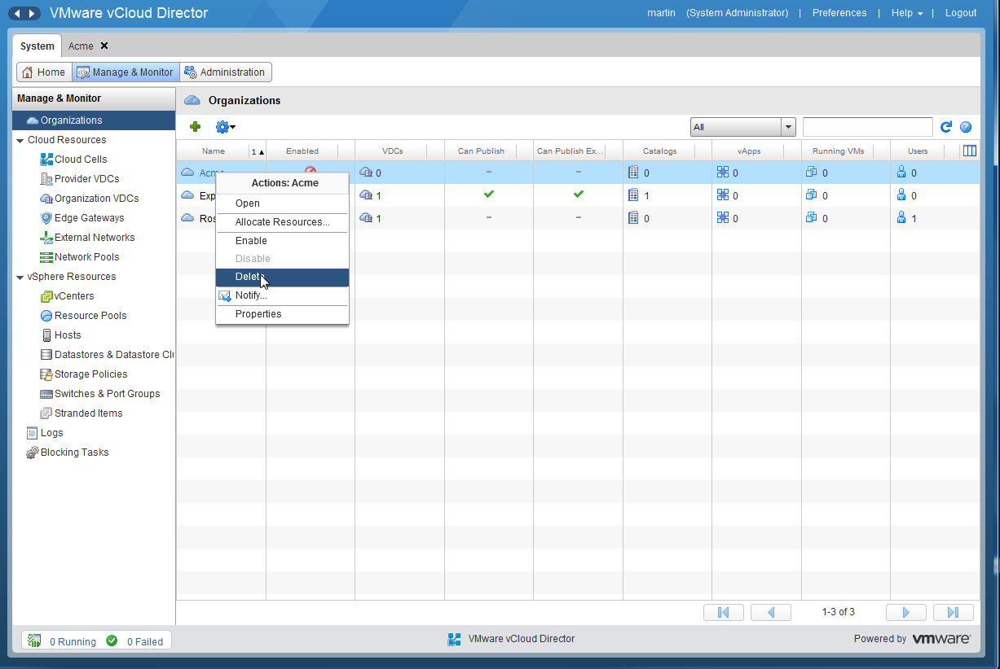 VMware vCloud Director
martin (System Administrator) | Preferences | Help | Logout
System Acme
Home Manage & Monitor Administration
Manage & Monitor
Organizations
Cloud Resources
Cloud Cells
Provider VDCs
Organization VDCs
Edge Gateways
External Networks
Network Pools
vSphere Resources
vCenters
Resource Pools
Hosts
Datastores & Datastore
Storage Policies
Switches & Port Groups
Stranded Items
Logs
Blocking Tasks
Organizations
All
Name 1 ▲ Enabled VDCs Can Publish Can Publish Ex... Catalogs vApps Running VMs Users
0 – – 0 0 0 0
1 1 0 0 0
1 – – 0 0 0 1
Actions: Acme
Open
Allocate Resources...
Enable
Disable
Delete
Notify...
Properties
1-3 of 3
0 Running 0 Failed
VMware vCloud Director
Powered by vmware